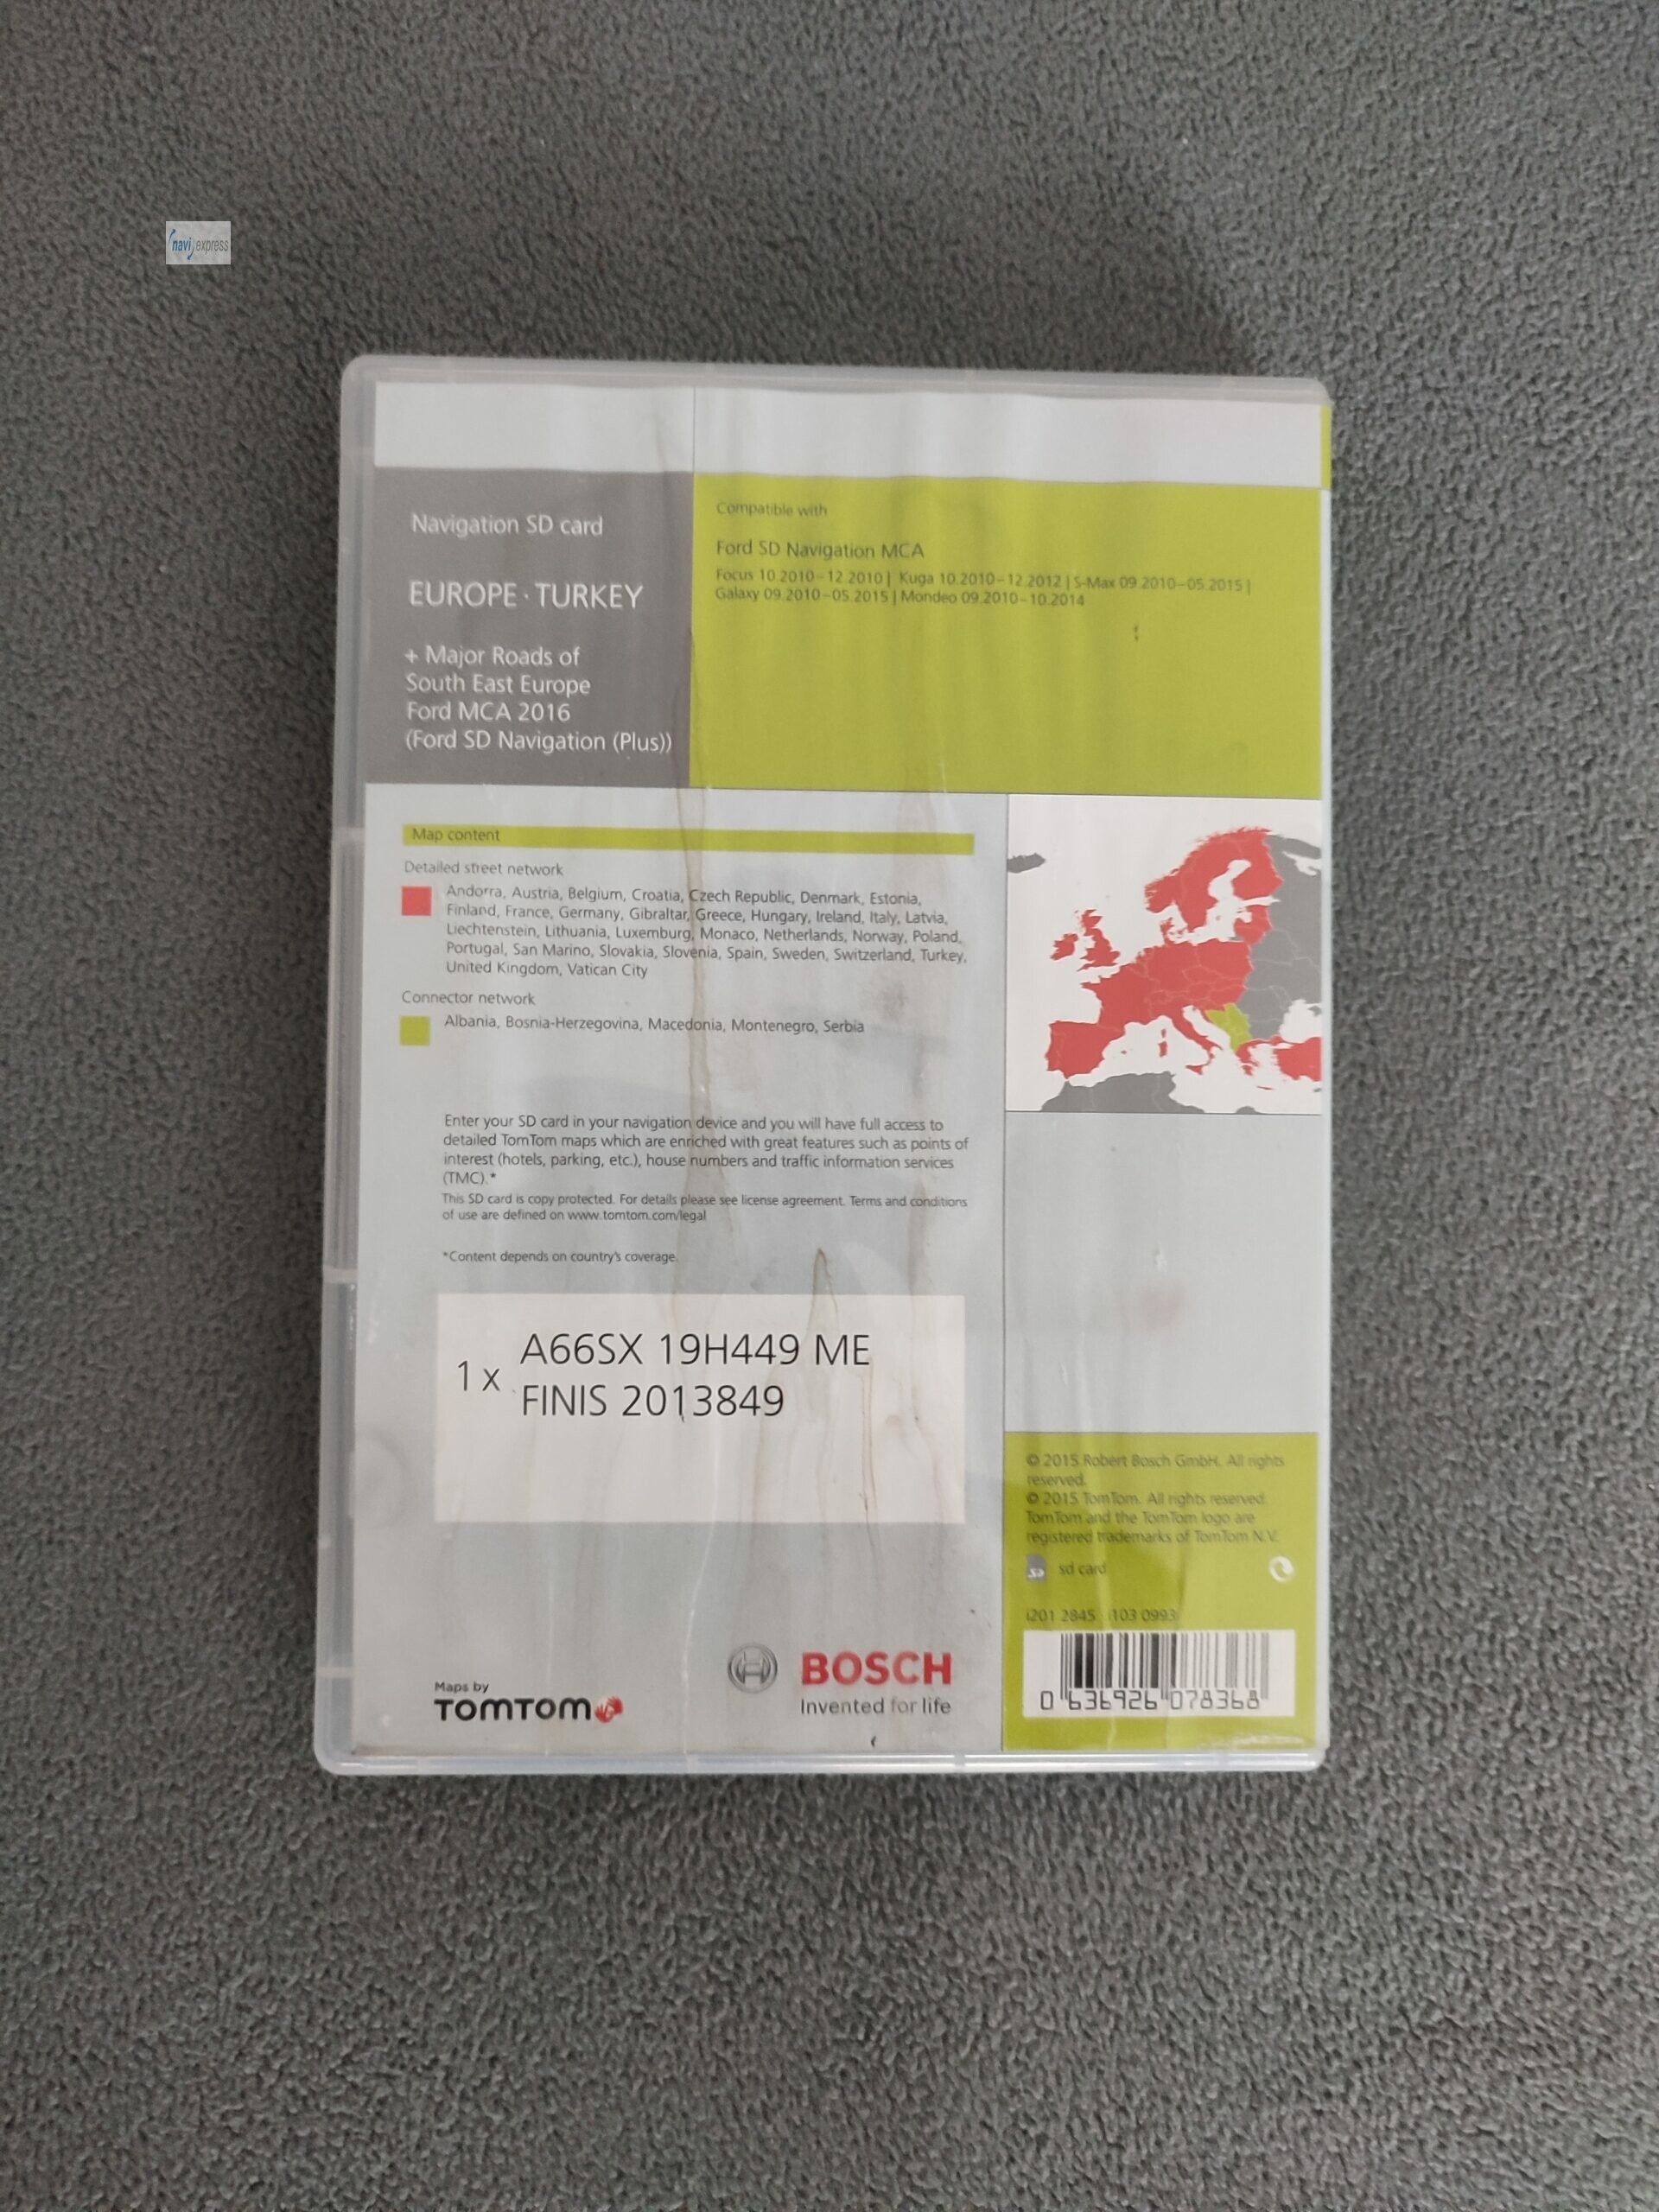 navi express
Navigation SD card
EUROPE · TURKEY
+ Major Roads of
South East Europe
Ford MCA 2016
(Ford SD Navigation (Plus))
Compatible with
Ford SD Navigation MCA
Focus 10.2010–12.2010 | Kuga 10.2010–12.2012 | S-Max 09.2010–05.2015 |
Galaxy 09.2010–05.2015 | Mondeo 09.2010–10.2014
Map content
Detailed street network
Andorra, Austria, Belgium, Croatia, Czech Republic, Denmark, Estonia,
Finland, France, Germany, Gibraltar, Greece, Hungary, Ireland, Italy, Latvia,
Liechtenstein, Lithuania, Luxemburg, Monaco, Netherlands, Norway, Poland,
Portugal, San Marino, Slovakia, Slovenia, Spain, Sweden, Switzerland, Turkey,
United Kingdom, Vatican City
Connector network
Albania, Bosnia-Herzegovina, Macedonia, Montenegro, Serbia
Enter your SD card in your navigation device and you will have full access to
detailed TomTom maps which are enriched with great features such as points of
interest (hotels, parking, etc.), house numbers and traffic information services
(TMC).*
This SD card is copy protected. For details please see license agreement. Terms and conditions
of use are defined on www.tomtom.com/legal
*Content depends on country's coverage.
1 x
A66SX 19H449 ME
FINIS 2013849
Maps by
TOMTOM
BOSCH
Invented for life
© 2015 Robert Bosch GmbH. All rights
reserved.
© 2015 TomTom. All rights reserved.
TomTom and the TomTom logo are
registered trademarks of TomTom N.V.
SD sd card
i201 2845 i103 0993
0 636926 078368